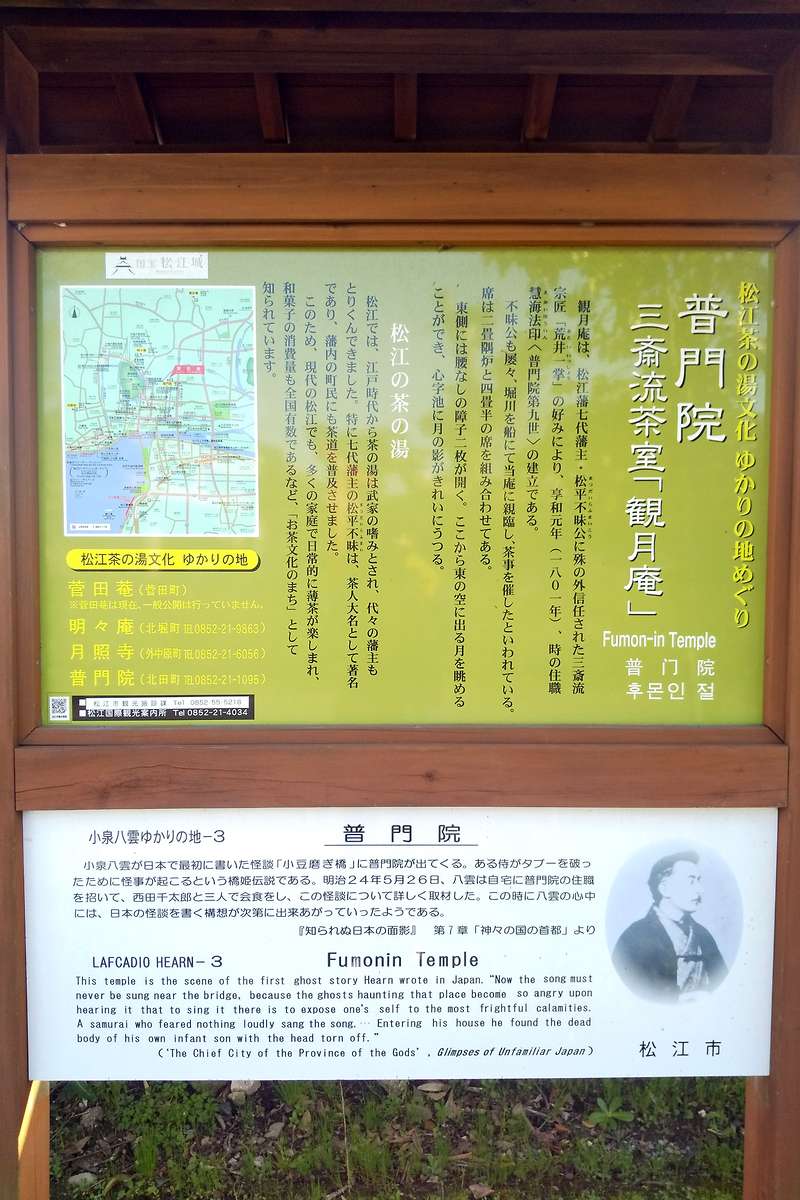 松江茶の湯文化 ゆかりの地めぐり
普門院
三斎流茶室「観月庵」
Fumon-in Temple
普 门 院
후몬인 절
観月庵は、松江藩七代藩主・松平不昧公に殊の外信任された三斎流
宗匠「荒井一掌」の好みにより、享和元年（一八〇一年）、時の住職
慧海法印〈普門院第九世〉の建立である。
不昧公も屡々、堀川を船にて当庵に親臨し、茶事を催したといわれている。
席は二畳隅炉と四畳半の席を組み合わせてある。
東側には腰なしの障子二枚が開く。ここから東の空に出る月を眺める
ことができ、心字池に月の影がきれいにうつる。
松江の茶の湯
松江では、江戸時代から茶の湯は武家の嗜みとされ、代々の藩主も
とりくんできました。特に七代藩主の松平不昧は、茶人大名として著名
であり、藩内の町民にも茶道を普及させました。
このため、現代の松江でも、多くの家庭で日常的に薄茶が楽しまれ、
和菓子の消費量も全国有数であるなど、「お茶文化のまち」として
知られています。
国宝 松江城
松江茶の湯文化 ゆかりの地
菅田菴（菅田町）
※菅田菴は現在、一般公開は行っていません。
明々庵（北堀町 TEL0852-21-9863）
月照寺（外中原町 TEL0852-21-6056）
普門院（北田町 TEL0852-21-1095）
■松江市観光施設課 Tel 0852-55-5218
■松江国際観光案内所 Tel 0852-21-4034
小泉八雲ゆかりの地－3
普 門 院
小泉八雲が日本で最初に書いた怪談「小豆磨ぎ橋」に普門院が出てくる。ある侍がタブーを破っ
たために怪事が起こるという橋姫伝説である。明治24年5月26日、八雲は自宅に普門院の住職
を招いて、西田千太郎と三人で会食をし、この怪談について詳しく取材した。この時に八雲の心中
には、日本の怪談を書く構想が次第に出来あがっていったようである。
『知られぬ日本の面影』 第7章「神々の国の首都」より
LAFCADIO HEARN－3
Fumonin Temple
This temple is the scene of the first ghost story Hearn wrote in Japan. "Now the song must
never be sung near the bridge, because the ghosts haunting that place become so angry upon
hearing it that to sing it there is to expose one's self to the most frightful calamities.
A samurai who feared nothing loudly sang the song.… Entering his house he found the dead
body of his own infant son with the head torn off."
('The Chief City of the Province of the Gods', Glimpses of Unfamiliar Japan)
松 江 市